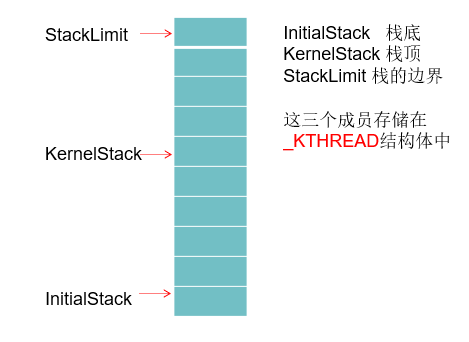 StackLimit
KernelStack
InitialStack
InitialStack 栈底
KernelStack 栈顶
StackLimit 栈的边界
这三个成员存储在
_KTHREAD结构体中